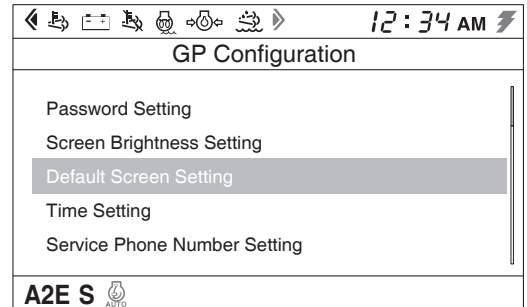 12:34 AM
GP Configuration
Password Setting
Screen Brightness Setting
Default Screen Setting
Time Setting
Service Phone Number Setting
A2E S AUTO